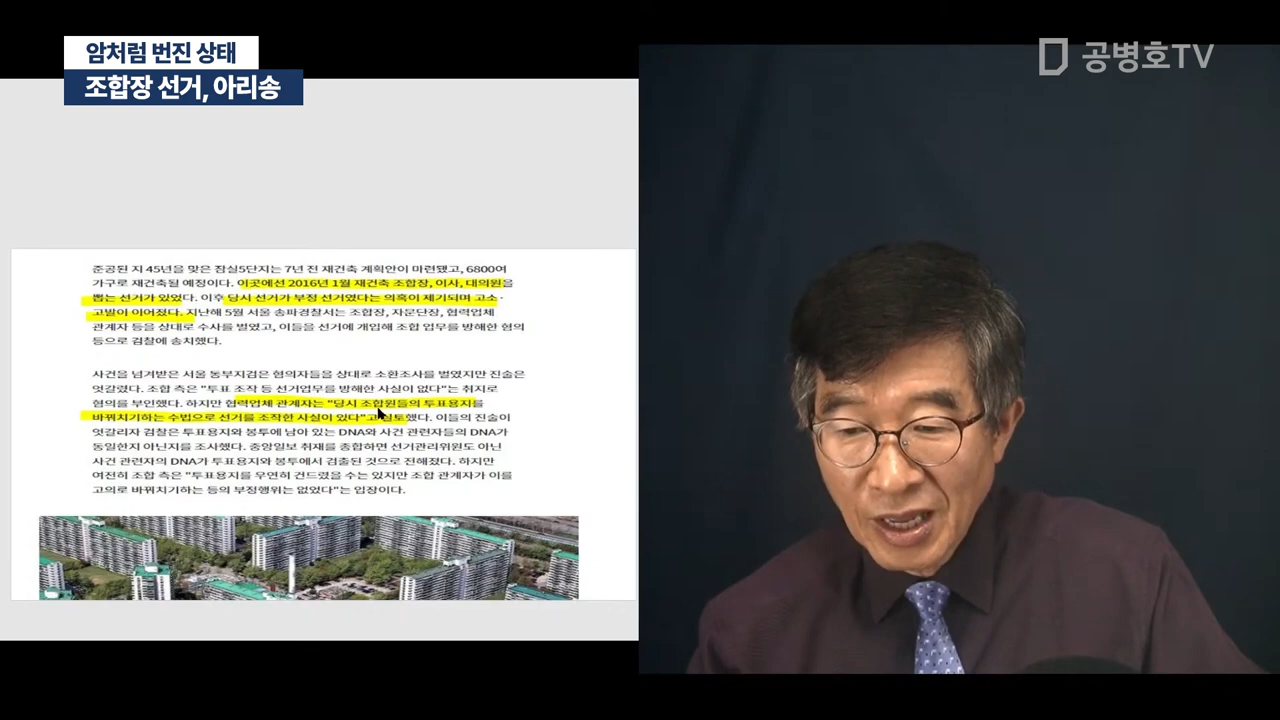 암처럼 번진 상태
조합장 선거, 아리송
공병호TV
준공된 지 45년을 맞은 잠실5단지는 7년 전 재건축 계획안이 마련됐고, 6800여
가구로 재건축될 예정이다. 이곳에선 2016년 1월 재건축 조합장, 이사, 대의원을
뽑는 선거가 있었다. 이후 당시 선거가 부정 선거였다는 의혹이 제기되며 고소·
고발이 이어졌다. 지난해 5월 서울 송파경찰서는 조합장, 자문단장, 협력업체
관계자 등을 상대로 수사를 벌였고, 이들을 선거에 개입해 조합 업무를 방해한 혐의
등으로 검찰에 송치했다.
사건을 넘겨받은 서울 동부지검은 혐의자들을 상대로 소환조사를 벌였지만 진술은
엇갈렸다. 조합 측은 "투표 조작 등 선거업무를 방해한 사실이 없다"는 취지로
혐의를 부인했다. 하지만 협력업체 관계자는 "당시 조합원들의 투표용지를
바꿔치기하는 수법으로 선거를 조작한 사실이 있다"고 실토했다. 이들의 진술이
엇갈리자 검찰은 투표용지와 봉투에 남아 있는 DNA와 사건 관련자들의 DNA가
동일한지 아닌지를 조사했다. 중앙일보 취재를 종합하면 선거관리위원도 아닌
사건 관련자의 DNA가 투표용지와 봉투에서 검출된 것으로 전해졌다. 하지만
여전히 조합 측은 "투표용지를 우연히 건드렸을 수는 있지만 조합 관계자가 이를
고의로 바꿔치기하는 등의 부정행위는 없었다"는 입장이다.